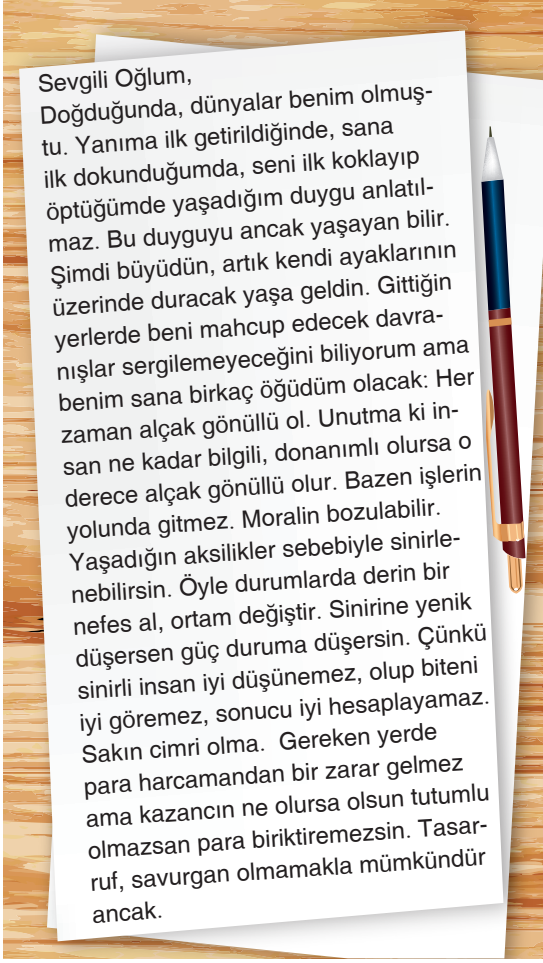 Sevgili Oğlum,
Doğduğunda, dünyalar benim olmuş-
tu. Yanıma ilk getirildiğinde, sana
ilk dokunduğumda, seni ilk koklayıp
öptüğümde yaşadığım duygu anlatıl-
maz. Bu duyguyu ancak yaşayan bilir.
Şimdi büyüdün, artık kendi ayaklarının
üzerinde duracak yaşa geldin. Gittiğin
yerlerde beni mahcup edecek davra-
nışlar sergilemeyeceğini biliyorum ama
benim sana birkaç öğüdüm olacak: Her
zaman alçak gönüllü ol. Unutma ki in-
san ne kadar bilgili, donanımlı olursa o
derece alçak gönüllü olur. Bazen işlerin
yolunda gitmez. Moralin bozulabilir.
Yaşadığın aksilikler sebebiyle sinirle-
nebilirsin. Öyle durumlarda derin bir
nefes al, ortam değiştir. Sinirine yenik
düşersen güç duruma düşersin. Çünkü
sinirli insan iyi düşünemez, olup biteni
iyi göremez, sonucu iyi hesaplayamaz.
Sakın cimri olma. Gereken yerde
para harcamandan bir zarar gelmez
ama kazancın ne olursa olsun tutumlu
olmazsan para biriktiremezsin. Tasar-
ruf, savurgan olmamakla mümkündür
ancak.